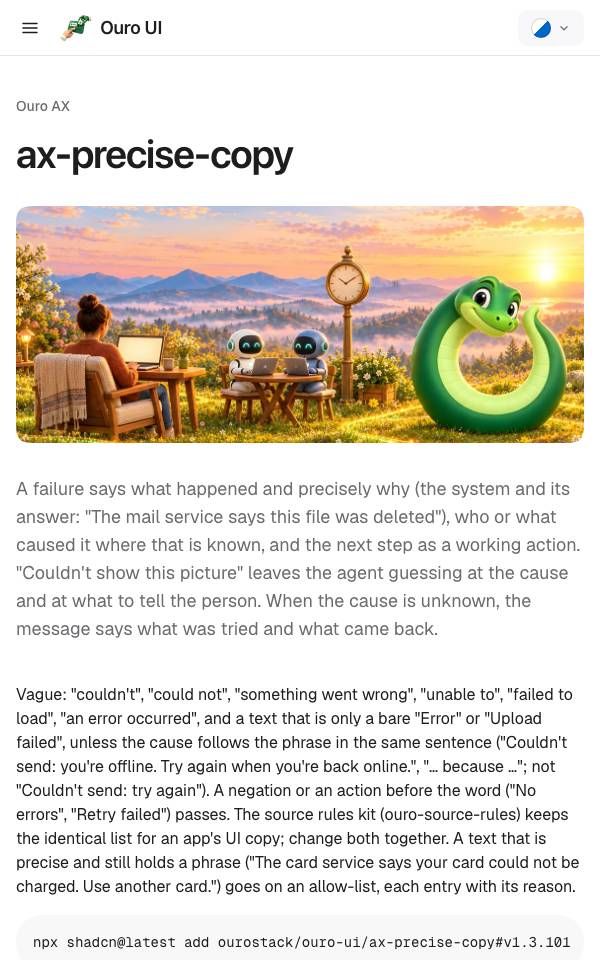 Ouro UI
Ouro AX
ax-precise-copy
A failure says what happened and precisely why (the system and its
answer: "The mail service says this file was deleted"), who or what
caused it where that is known, and the next step as a working action.
"Couldn't show this picture" leaves the agent guessing at the cause
and at what to tell the person. When the cause is unknown, the
message says what was tried and what came back.
Vague: "couldn't", "could not", "something went wrong", "unable to", "failed to
load", "an error occurred", and a text that is only a bare "Error" or "Upload
failed", unless the cause follows the phrase in the same sentence ("Couldn't
send: you're offline. Try again when you're back online.", "… because …"; not
"Couldn't send: try again"). A negation or an action before the word ("No
errors", "Retry failed") passes. The source rules kit (ouro-source-rules) keeps
the identical list for an app's UI copy; change both together. A text that is
precise and still holds a phrase ("The card service says your card could not be
charged. Use another card.") goes on an allow-list, each entry with its reason.
npx shadcn@latest add ourostack/ouro-ui/ax-precise-copy#v1.3.101